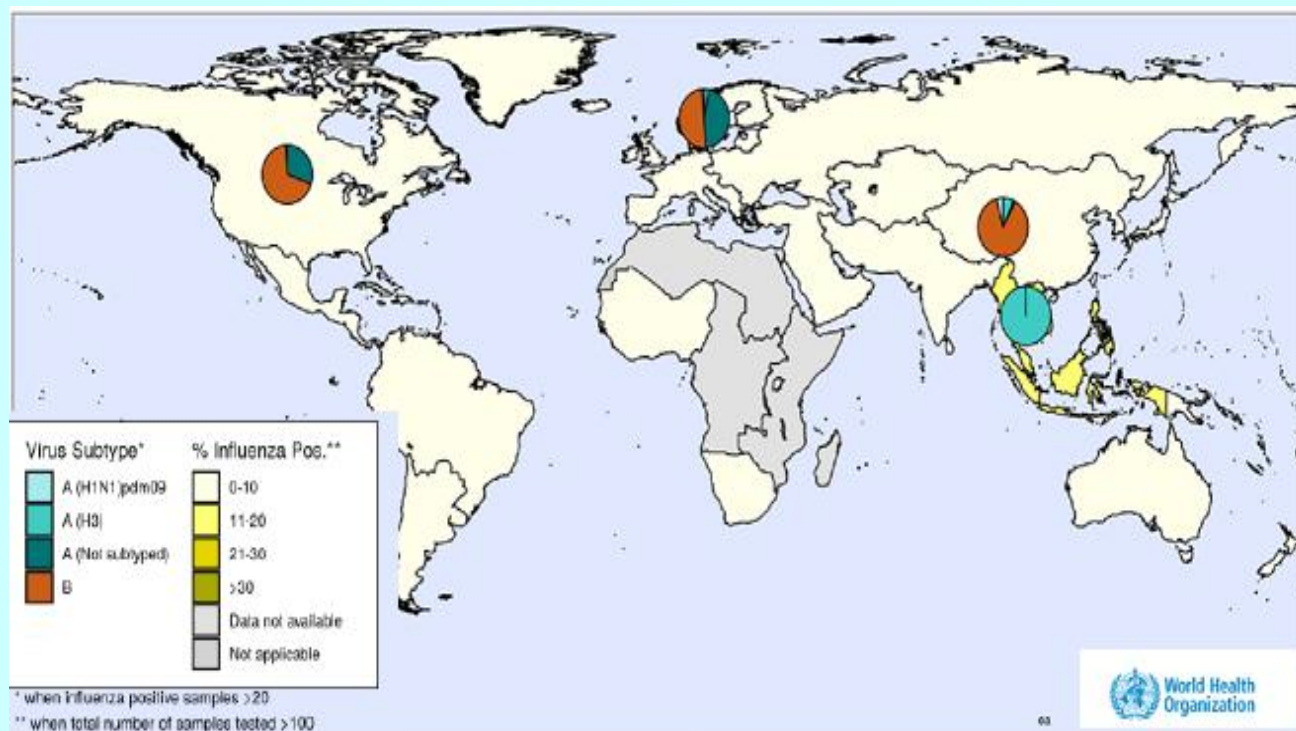 Virus Subtype*
A (H1N1)pdm09
A (H3)
A (Not subtyped)
B
% Influenza Pos.**
0-10
11-20
21-30
>30
Data not available
Not applicable
* when influenza positive samples >20
** when total number of samples tested >100
World Health
Organization